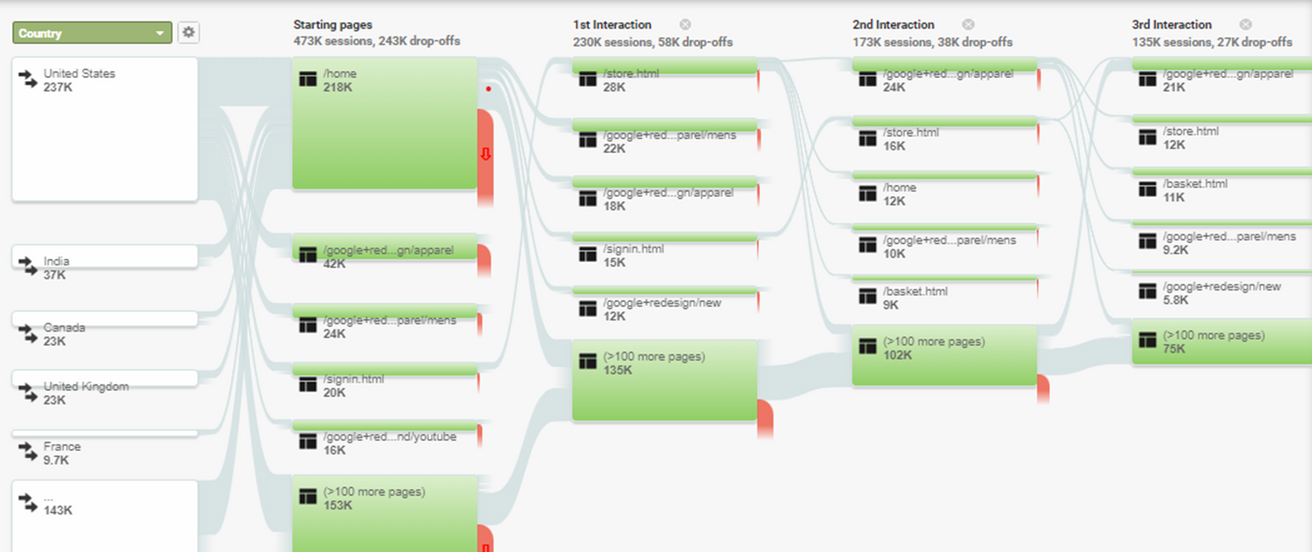 Country
Starting pages
473K sessions, 243K drop-offs
1st Interaction
230K sessions, 58K drop-offs
2nd Interaction
173K sessions, 38K drop-offs
3rd Interaction
135K sessions, 27K drop-offs
United States
237K
India
37K
Canada
23K
United Kingdom
23K
France
9.7K
...
143K
/home
218K
/google+red...gn/apparel
42K
/google+red...parel/mens
24K
/signin.html
20K
/google+red...nd/youtube
16K
(>100 more pages)
153K
/store.html
28K
/google+red...parel/mens
22K
/google+red...gn/apparel
18K
/signin.html
15K
/google+redesign/new
12K
(>100 more pages)
135K
/google+red...gn/apparel
24K
/store.html
16K
/home
12K
/google+red...parel/mens
10K
/basket.html
9K
(>100 more pages)
102K
/google+red...gn/apparel
21K
/store.html
12K
/basket.html
11K
/google+red...parel/mens
9.2K
/google+redesign/new
5.8K
(>100 more pages)
75K